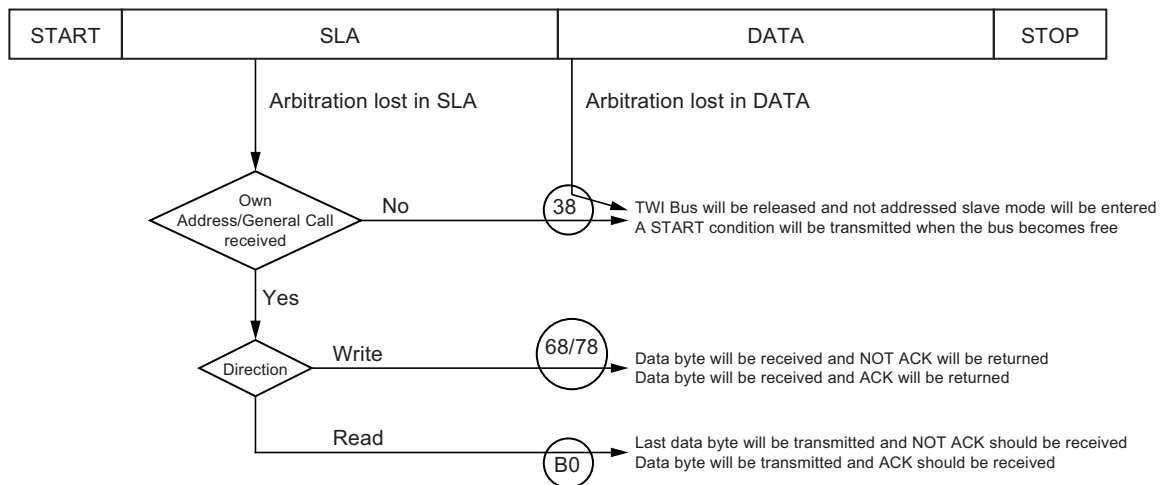 START SLA DATA STOP
Arbitration lost in SLA Arbitration lost in DATA
Own
Address/General Call
received
No
38
TWI Bus will be released and not addressed slave mode will be entered
A START condition will be transmitted when the bus becomes free
Yes
Direction
Write
68/78
Data byte will be received and NOT ACK will be returned
Data byte will be received and ACK will be returned
Read
B0
Last data byte will be transmitted and NOT ACK should be received
Data byte will be transmitted and ACK should be received